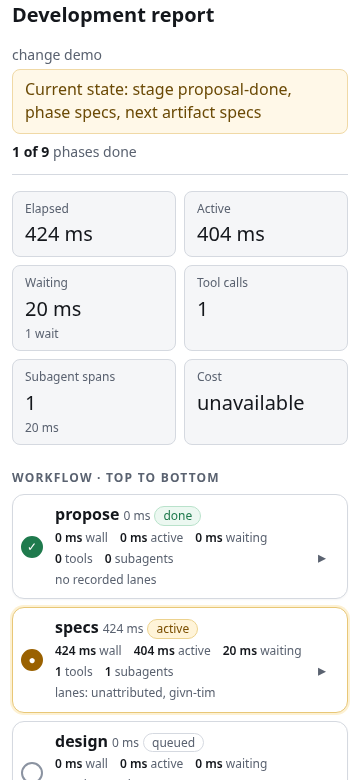 Development report
change demo
Current state: stage proposal-done,
phase specs, next artifact specs
1 of 9 phases done
Elapsed
424 ms
Active
404 ms
Waiting
20 ms
1 wait
Tool calls
1
Subagent spans
1
20 ms
Cost
unavailable
WORKFLOW · TOP TO BOTTOM
propose 0 ms done
0 ms wall 404 ms active 0 ms waiting
0 tools 0 subagents
no recorded lanes
specs 424 ms active
424 ms wall 404 ms active 20 ms waiting
1 tools 1 subagents
lanes: unattributed, givn-tim
design 0 ms queued
0 ms wall 0 ms active 0 ms waiting